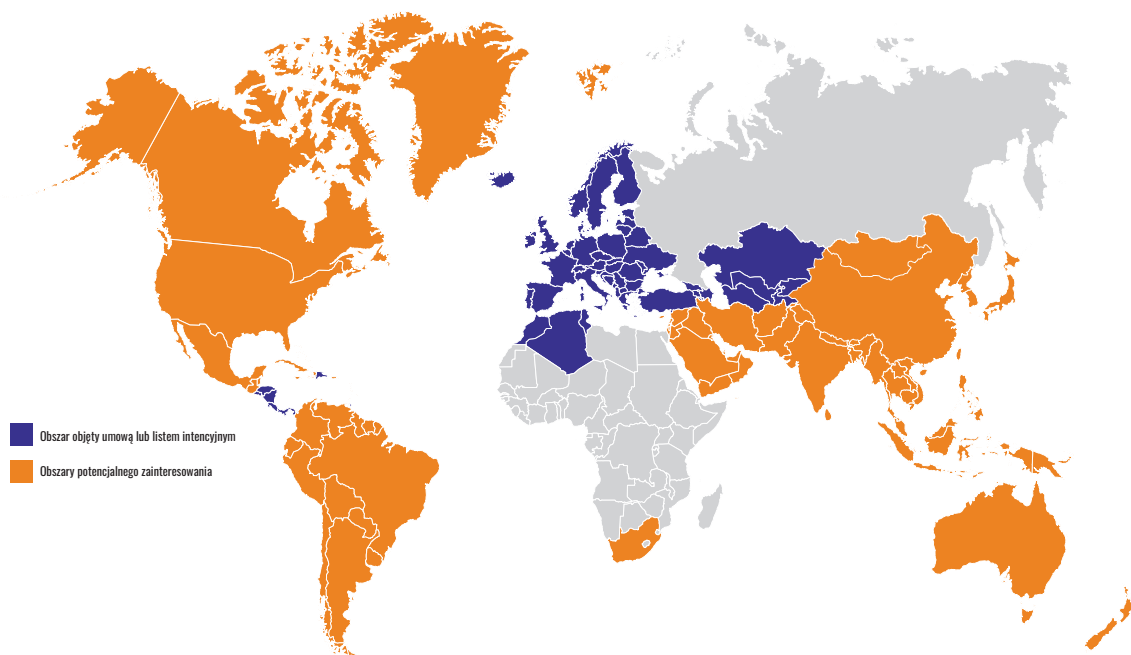 Obszar objęty umową lub listem intencyjnym
Obszary potencjalnego zainteresowania